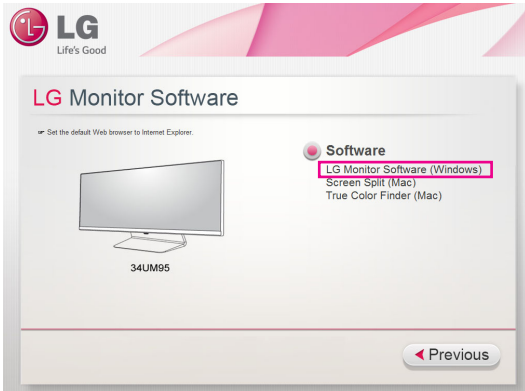 LG
Life's Good
LG Monitor Software
☞ Set the default Web browser to Internet Explorer.
Software
LG Monitor Software (Windows)
Screen Split (Mac)
True Color Finder (Mac)
34UM95
Previous